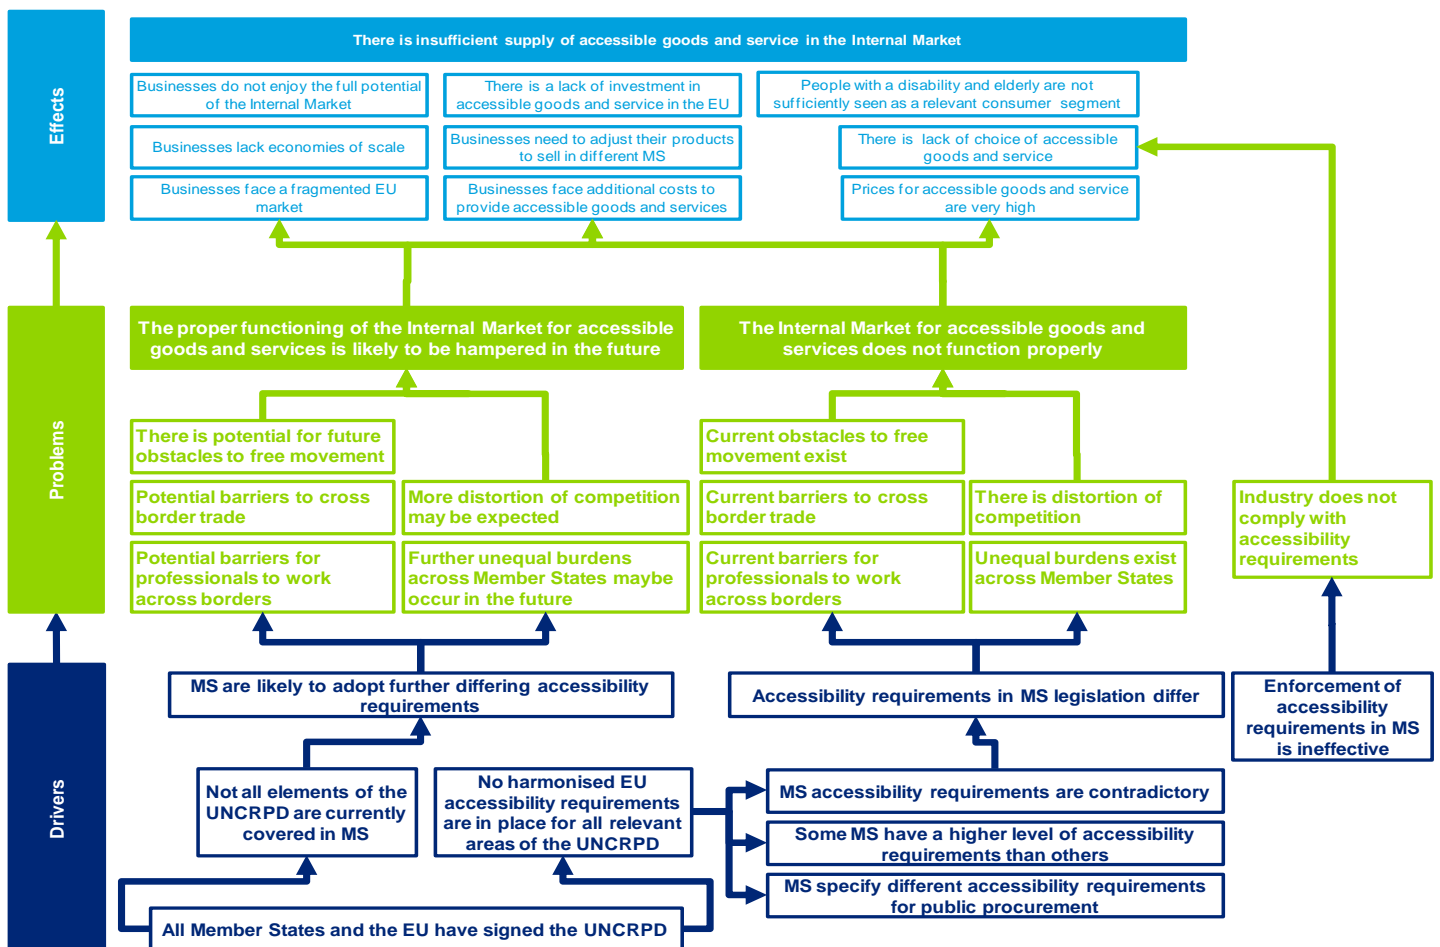 Effects
There is insufficient supply of accessible goods and service in the Internal Market
Businesses do not enjoy the full potential
of the Internal Market
There is a lack of investment in
accessible goods and service in the EU
People with a disability and elderly are not
sufficiently seen as a relevant consumer segment
Businesses lack economies of scale
Businesses need to adjust their products
to sell in different MS
There is lack of choice of accessible
goods and service
Businesses face a fragmented EU
market
Businesses face additional costs to
provide accessible goods and services
Prices for accessible goods and service
are very high
Problems
The proper functioning of the Internal Market for accessible
goods and services is likely to be hampered in the future
The Internal Market for accessible goods and
services does not function properly
There is potential for future
obstacles to free movement
Current obstacles to free
movement exist
Potential barriers to cross
border trade
More distortion of competition
may be expected
Current barriers to cross
border trade
There is distortion of
competition
Industry does not
comply with
accessibility
requirements
Potential barriers for
professionals to work
across borders
Further unequal burdens
across Member States maybe
occur in the future
Current barriers for
professionals to work
across borders
Unequal burdens exist
across Member States
Drivers
MS are likely to adopt further differing accessibility
requirements
Accessibility requirements in MS legislation differ
Enforcement of
accessibility
requirements in MS
is ineffective
Not all elements of the
UNCRPD are currently
covered in MS
No harmonised EU
accessibility requirements
are in place for all relevant
areas of the UNCRPD
MS accessibility requirements are contradictory
Some MS have a higher level of accessibility
requirements than others
MS specify different accessibility requirements
for public procurement
All Member States and the EU have signed the UNCRPD